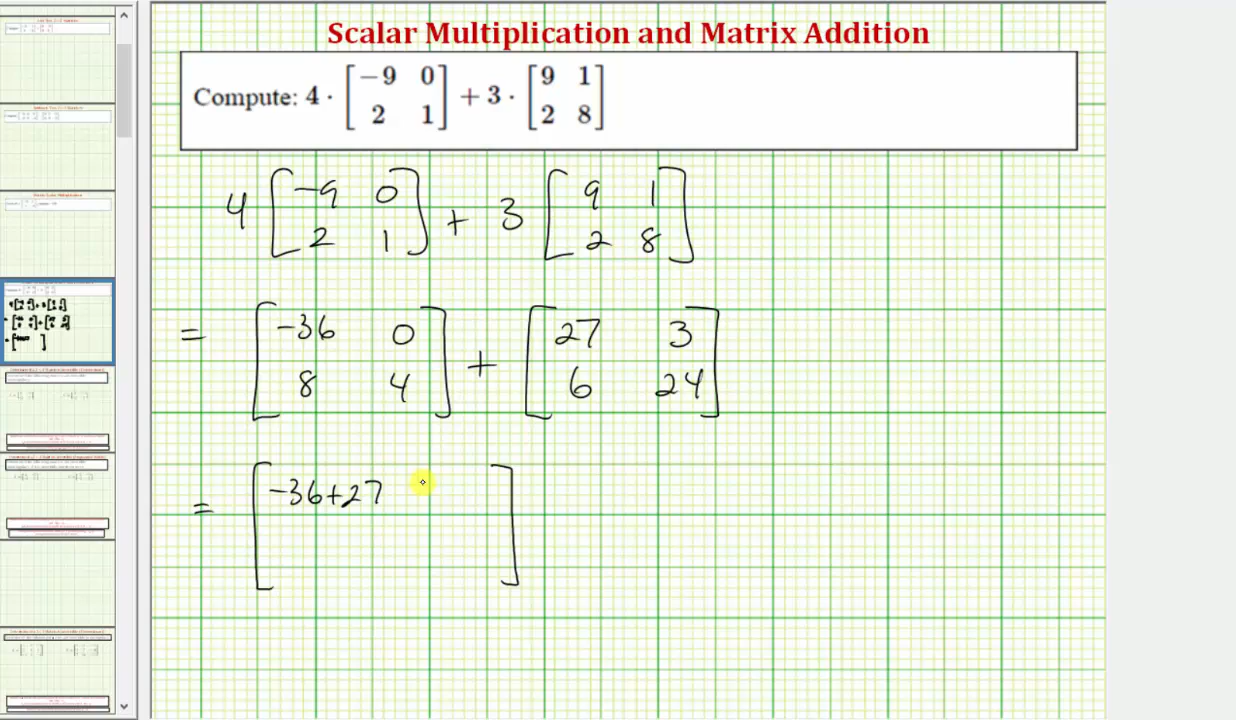 Scalar Multiplication and Matrix Addition
Compute: 4 · [ −9 0 ] + 3 · [ 9 1 ]
[ 2 1 ] [ 2 8 ]
4 [ -9 0 ] + 3 [ 9 1 ]
[ 2 1 ] [ 2 8 ]
= [ -36 0 ] + [ 27 3 ]
[ 8 4 ] [ 6 24 ]
= [ -36+27 ]